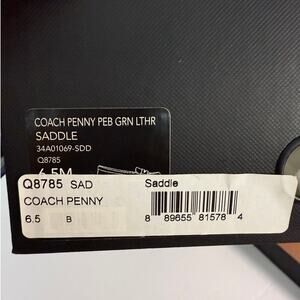 COACH PENNY PEB GRN LTHR
SADDLE
34A01069-SDD
Q8785
6.5M
Q8785 SAD
Saddle
COACH PENNY
8 89655 81578 4
6.5 B